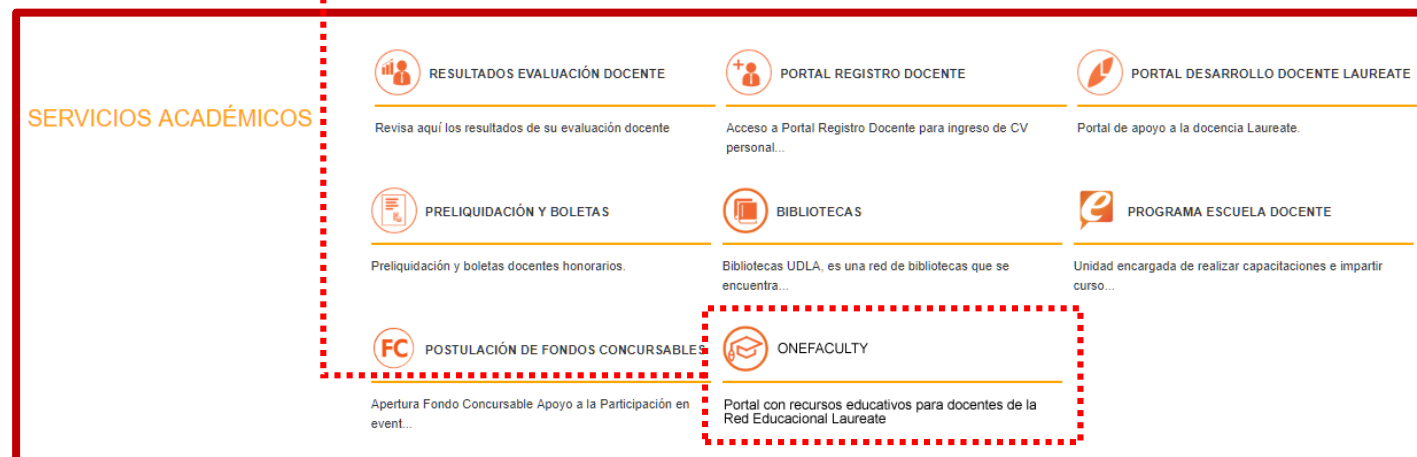 SERVICIOS ACADÉMICOS
RESULTADOS EVALUACIÓN DOCENTE
Revisa aquí los resultados de su evaluación docente
PORTAL REGISTRO DOCENTE
Acceso a Portal Registro Docente para ingreso de CV
personal...
PORTAL DESARROLLO DOCENTE LAUREATE
Portal de apoyo a la docencia Laureate.
PRELIQUIDACIÓN Y BOLETAS
Preliquidación y boletas docentes honorarios.
BIBLIOTECAS
Bibliotecas UDLA, es una red de bibliotecas que se
encuentra...
e
PROGRAMA ESCUELA DOCENTE
Unidad encargada de realizar capacitaciones e impartir
curso...
FC
POSTULACIÓN DE FONDOS CONCURSABLES
Apertura Fondo Concursable Apoyo a la Participación en
event...
ONEFACULTY
Portal con recursos educativos para docentes de la
Red Educacional Laureate